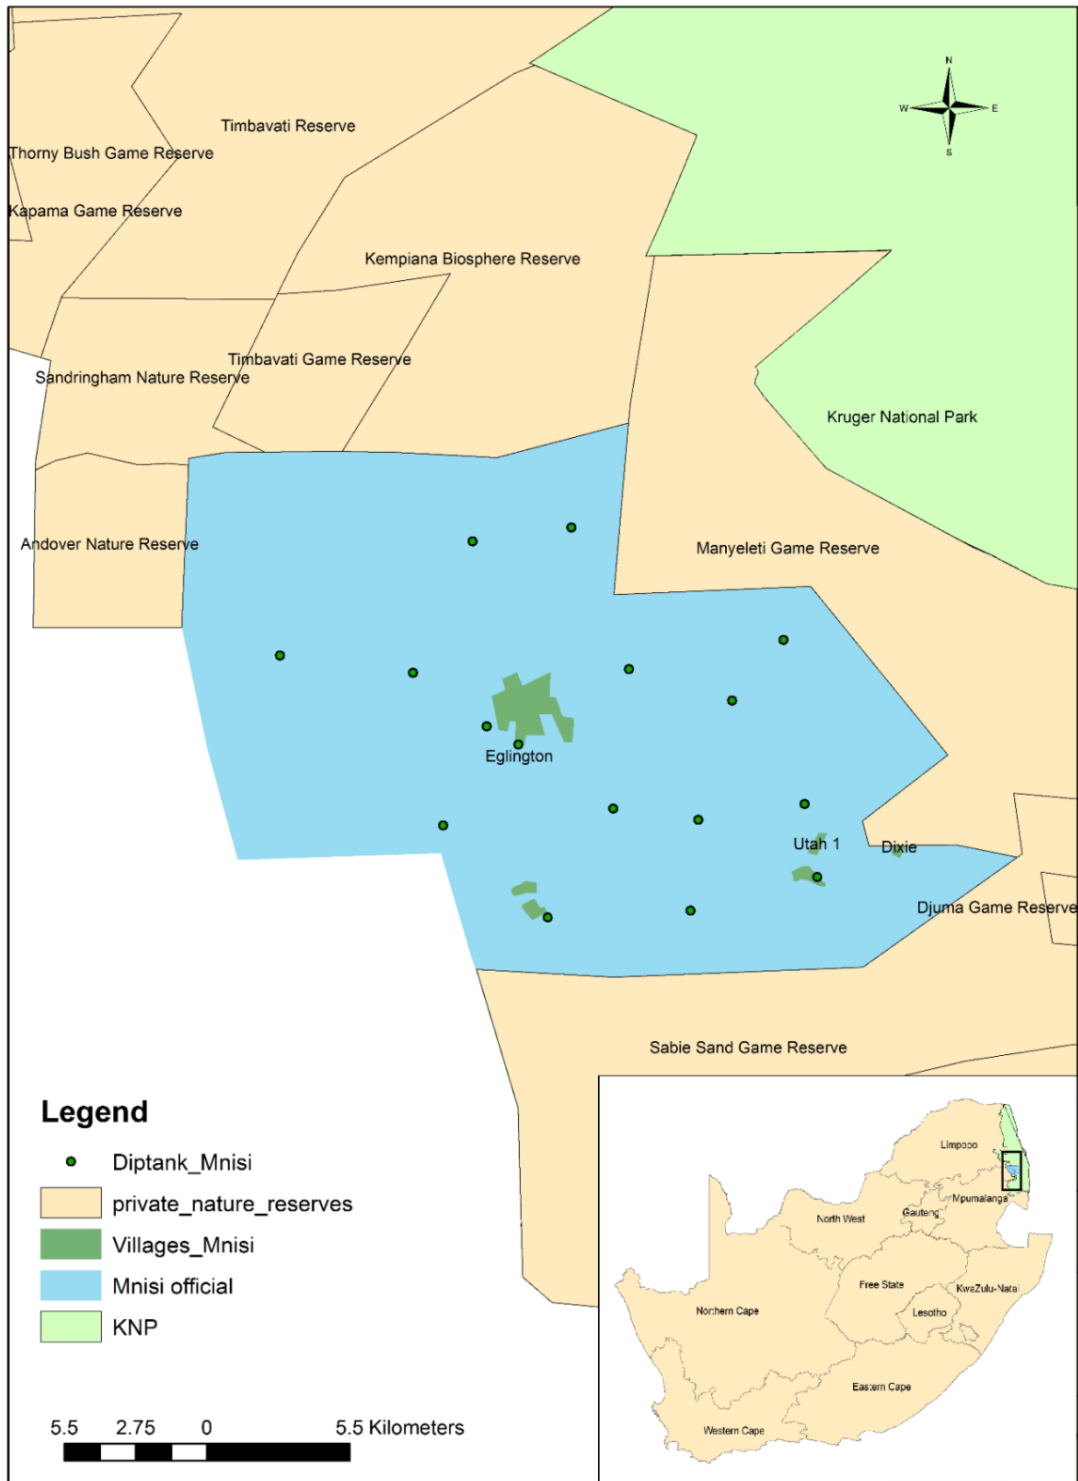 N
W E
S
Timbavati Reserve
Thorny Bush Game Reserve
Kapama Game Reserve
Kempiana Biosphere Reserve
Timbavati Game Reserve
Sandringham Nature Reserve
Kruger National Park
Andover Nature Reserve
Manyeleti Game Reserve
Eglington
Utah 1
Dixie
Djuma Game Reserve
Sabie Sand Game Reserve
Legend
Diptank_Mnisi
private_nature_reserves
Villages_Mnisi
Mnisi official
KNP
5.5 2.75 0 5.5 Kilometers
Limpopo
Mpumalanga
Gauteng
North West
Free State
KwaZulu-Natal
Lesotho
Northern Cape
Eastern Cape
Western Cape